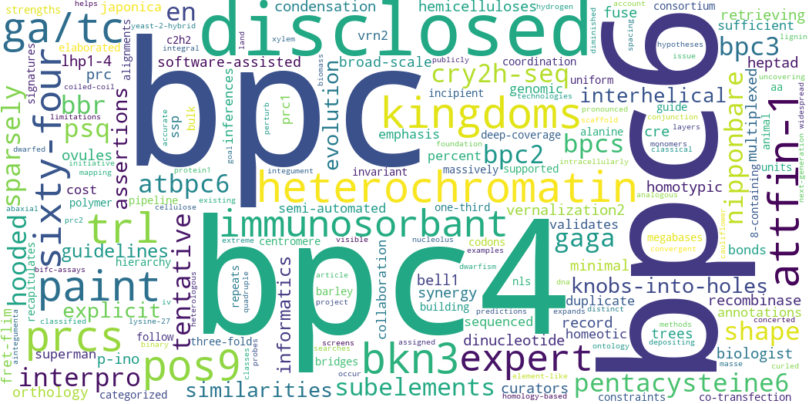 ga/tc
en
condensation
hemicelluloses
hydrogen
strengths
helps
japonica
yeast-2-hybrid
disclosed
fuse
consortium
retrieving
sufficient
bpc3
elaborated
signatures
c2h2
integral
land
xylem
vrn2
account
spacing
hypotheses
issue
lignin
lhp1-4
software-assisted
broad-scale
coordination
diminished
publicly
technologies
bpc
bpc6
prc
alignments
inferences
biomass
evolution
genomic
cry2h-seq
uniform
interhelical
heptad
aa
uncovering
widespread
bbr
coiled-coil
limitations
psq
assertions
accurate
ssp
bulk
perturb
prc1
goal
incipient
kingdoms
guide
pronounced
scaffold
conjunction
layers
monomers
classical
alanine
cre
multiplexed
animal
sparsely
sixty-four
dwarfed
initiative
mapping
ovules
percent
emphasis
bpc2
deep-coverage
massively
supported
foundation
intracellularly
bpcs
invariant
homotypic
nipponbare
units
8-containing
next-generation
attfin-1
cost
polymer
prc2
atbpc6
protein1
integument
heterochromatin
analogous
abaxial
trl
pipeline
cellulose
existing
semi-automated
one-third
vernalization2
megabases
convergent
cauliflower
bonds
hooded
guidelines
hierarchy
bifc-assays
recapitulates
tentative
immunosorbant
extreme
centromere
visible
nucleolus
codons
examples
gaga
validates
minimal
knobs-into-holes
paint
explicit
iv
lysine-27
classified
heterologous
informatics
repeats
quadruple
article
barley
project
collaboration
dwarfism
bell1
synergy
building
nls
predictions
expands
dna
distinct
duplicate
record
homeotic
dinucleotide
sequenced
recombinase
annotations
methods
trees
depositing
shape
concerted
fret-flim
prcs
bpc4
superman
follow
binary
aintegumenta
p-ino
three-fold
classes
probes
screens
searches
bridges
occur
assigned
homology-based
element-like
bkn3
expert
ontology
biologist
masse
curled
interpro
pos9
orthology
categorized
similarities
subelements
curators
constraints
pentacysteine6
co-transfection